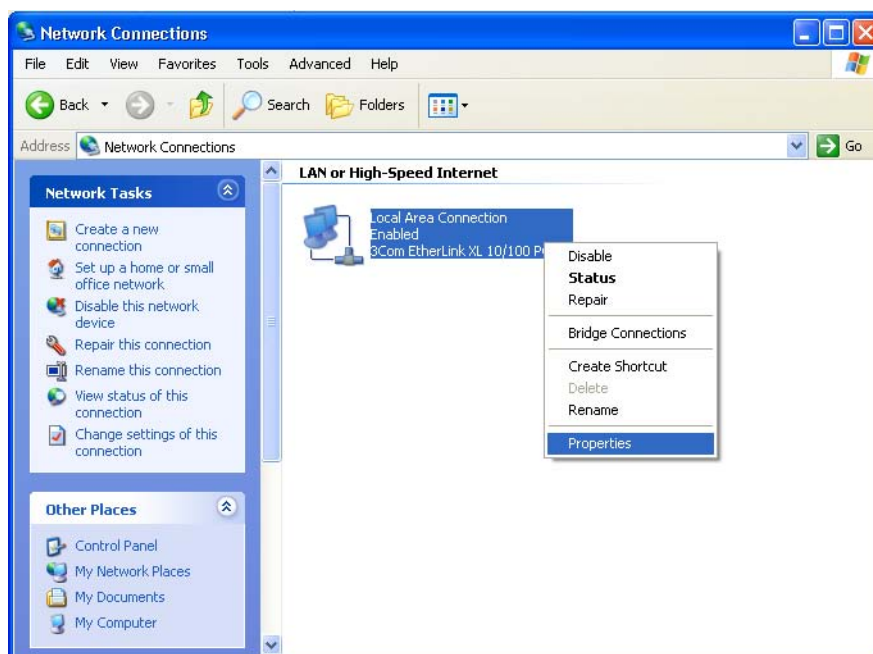 Network Connections
File Edit View Favorites Tools Advanced Help
Back Search Folders
Address Network Connections Go
Network Tasks
Create a new
connection
Set up a home or small
office network
Disable this network
device
Repair this connection
Rename this connection
View status of this
connection
Change settings of this
connection
Other Places
Control Panel
My Network Places
My Documents
My Computer
LAN or High-Speed Internet
Local Area Connection
Enabled
3Com EtherLink XL 10/100
Disable
Status
Repair
Bridge Connections
Create Shortcut
Delete
Rename
Properties